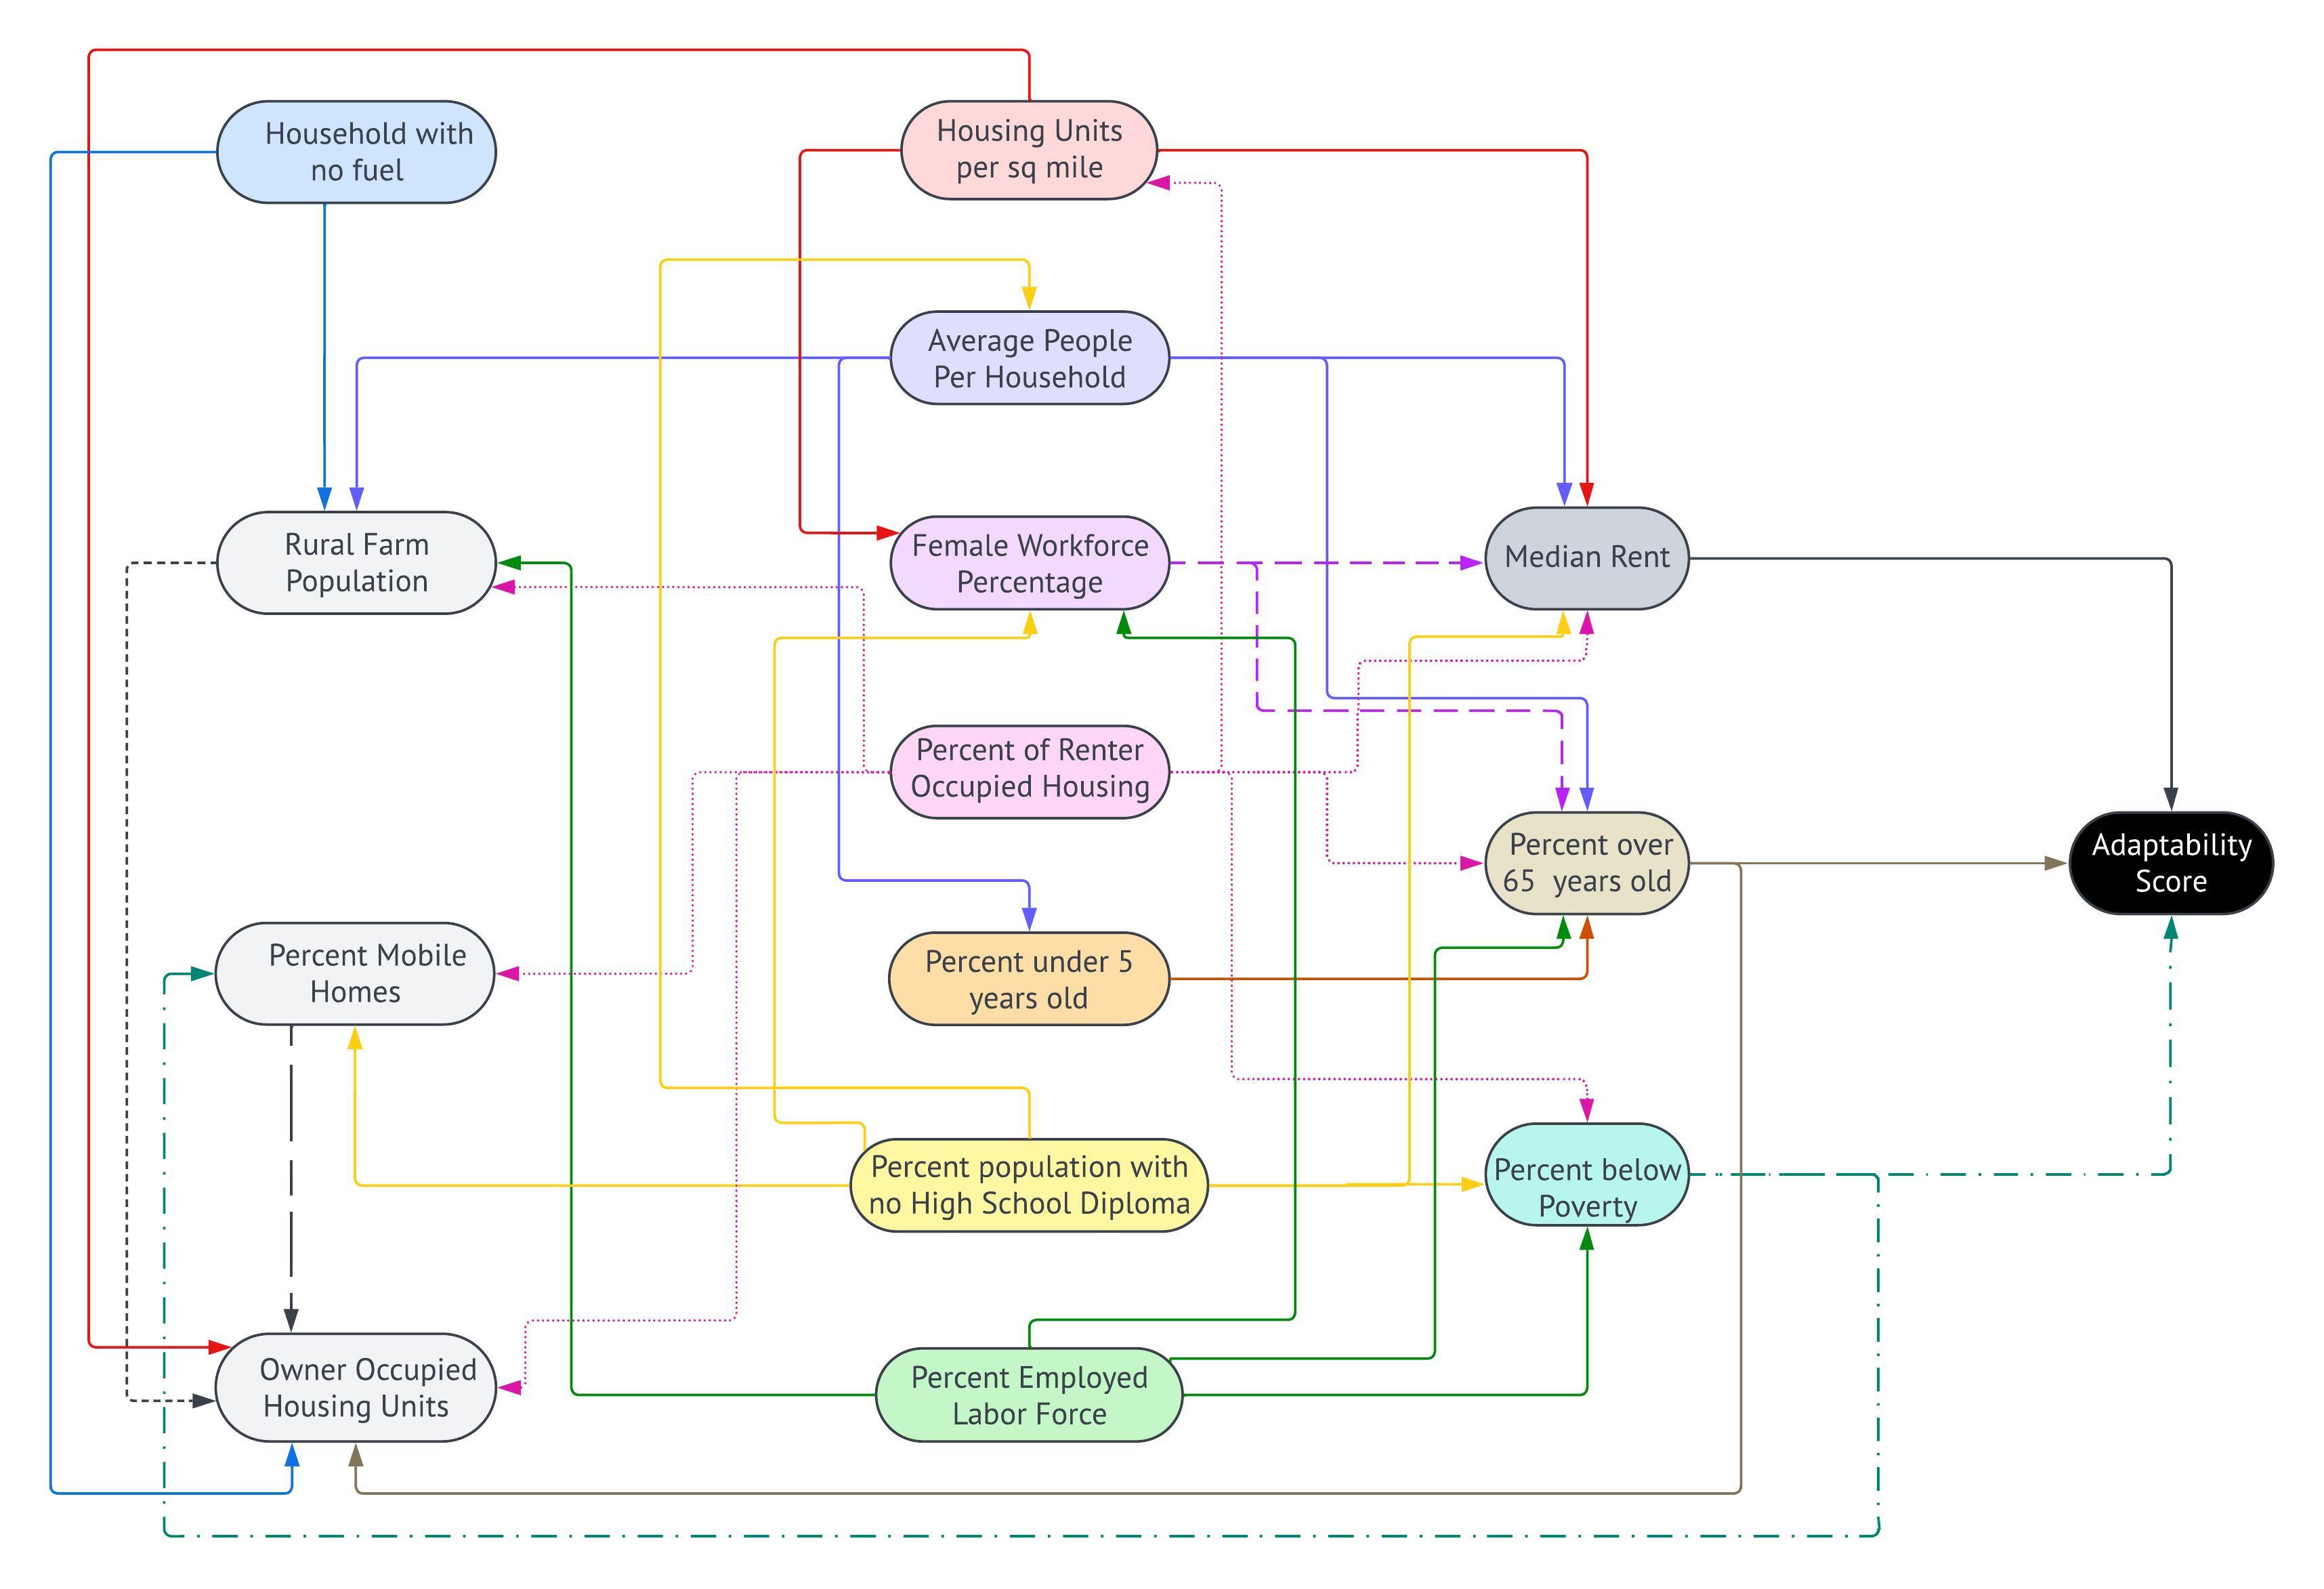 Household with
no fuel
Housing Units
per sq mile
Average People
Per Household
Rural Farm
Population
Female Workforce
Percentage
Median Rent
Percent of Renter
Occupied Housing
Percent over
65 years old
Adaptability
Score
Percent Mobile
Homes
Percent under 5
years old
Percent population with
no High School Diploma
Percent below
Poverty
Owner Occupied
Housing Units
Percent Employed
Labor Force